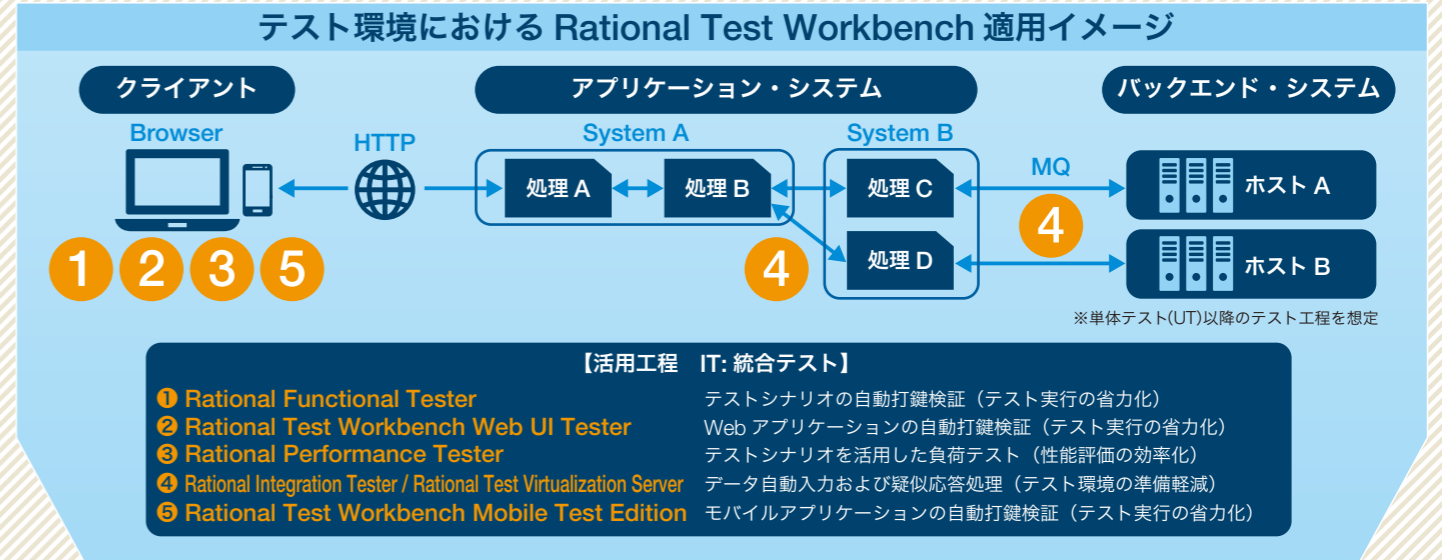 テスト環境における Rational Test Workbench 適用イメージ
クライアント
アプリケーション・システム
バックエンド・システム
Browser
HTTP
System A
System B
MQ
処理 A
処理 B
処理 C
ホスト A
4
処理 D
ホスト B
1 2 3 5
4
※単体テスト(UT)以降のテスト工程を想定
【活用工程　IT: 統合テスト】
❶ Rational Functional Tester テストシナリオの自動打鍵検証（テスト実行の省力化）
❷ Rational Test Workbench Web UI Tester Web アプリケーションの自動打鍵検証（テスト実行の省力化）
❸ Rational Performance Tester テストシナリオを活用した負荷テスト（性能評価の効率化）
❹ Rational Integration Tester / Rational Test Virtualization Server データ自動入力および疑似応答処理（テスト環境の準備軽減）
❺ Rational Test Workbench Mobile Test Edition モバイルアプリケーションの自動打鍵検証（テスト実行の省力化）